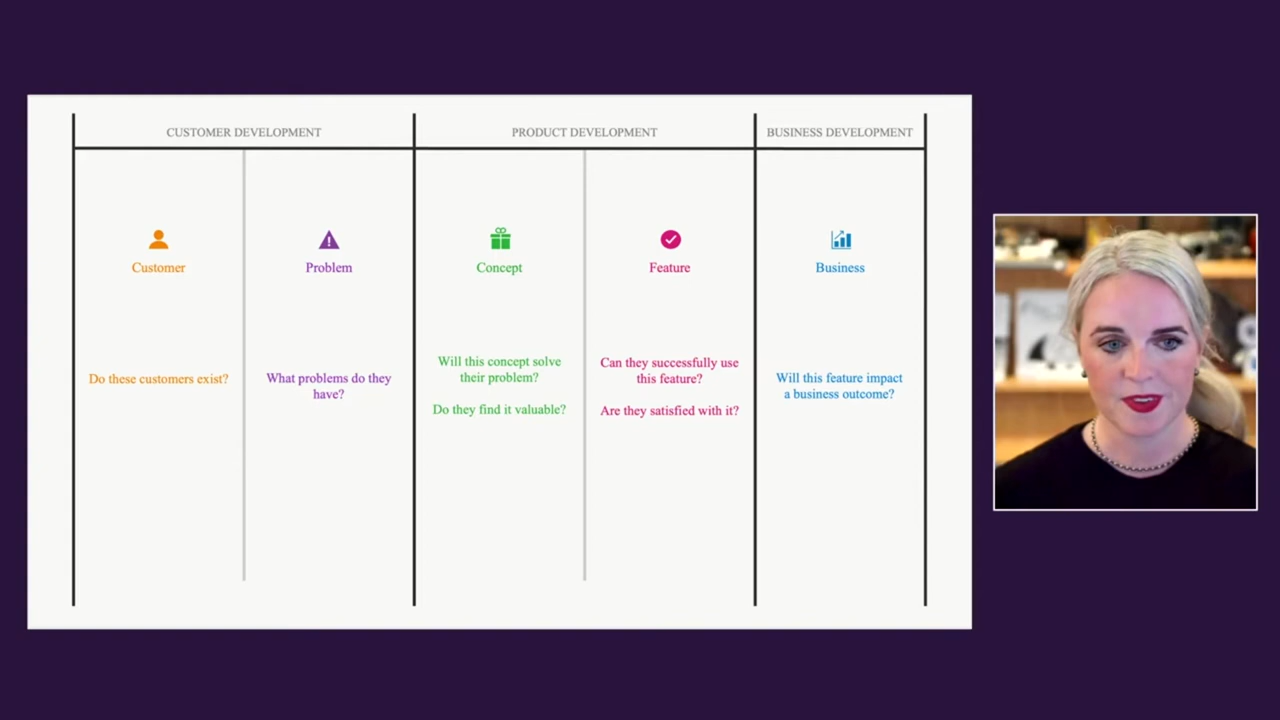 CUSTOMER DEVELOPMENT
PRODUCT DEVELOPMENT
BUSINESS DEVELOPMENT
Customer
Problem
Concept
Feature
Business
Do these customers exist?
What problems do they
have?
Will this concept solve
their problem?
Do they find it valuable?
Can they successfully use
this feature?
Are they satisfied with it?
Will this feature impact
a business outcome?